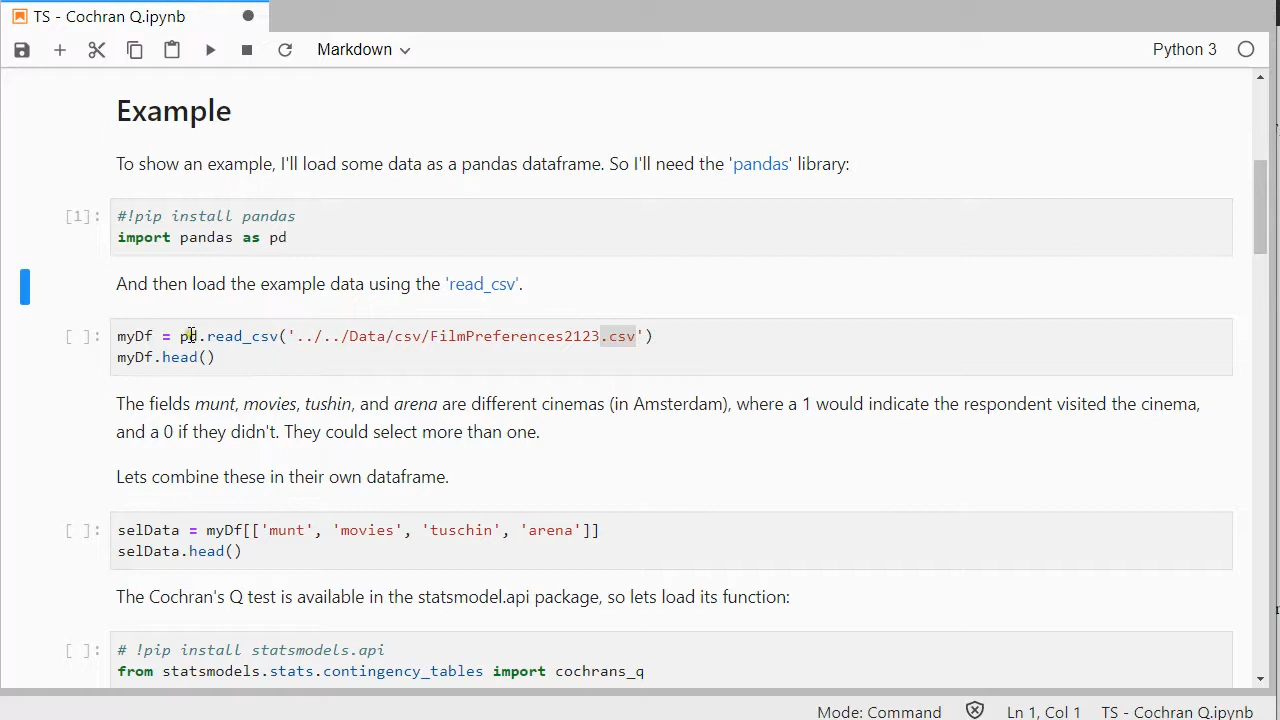 TS - Cochran Q.ipynb
Markdown
Python 3
Example
To show an example, I'll load some data as a pandas dataframe. So I'll need the 'pandas' library:
[1]:
#!pip install pandas
import pandas as pd
And then load the example data using the 'read_csv'.
[ ]:
myDf = pd.read_csv('../../Data/csv/FilmPreferences2123.csv')
myDf.head()
The fields munt, movies, tushin, and arena are different cinemas (in Amsterdam), where a 1 would indicate the respondent visited the cinema,
and a 0 if they didn't. They could select more than one.
Lets combine these in their own dataframe.
[ ]:
selData = myDf[['munt', 'movies', 'tuschin', 'arena']]
selData.head()
The Cochran's Q test is available in the statsmodel.api package, so lets load its function:
[ ]:
# !pip install statsmodels.api
from statsmodels.stats.contingency_tables import cochrans_q
Mode: Command
Ln 1, Col 1
TS - Cochran Q.ipynb